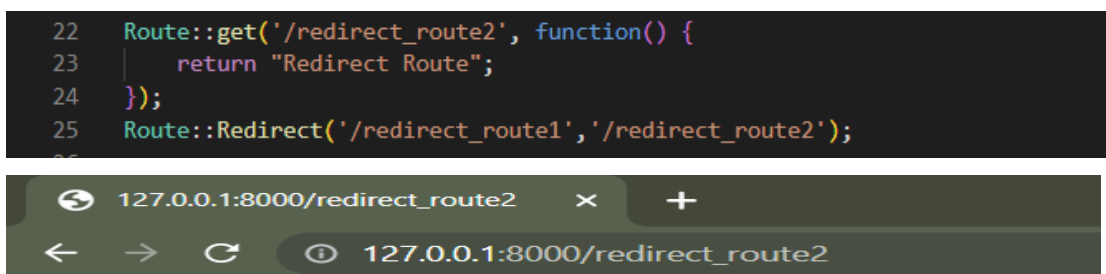 22 Route::get('/redirect_route2', function() {
23 return "Redirect Route";
24 });
25 Route::Redirect('/redirect_route1','/redirect_route2');
127.0.0.1:8000/redirect_route2
127.0.0.1:8000/redirect_route2